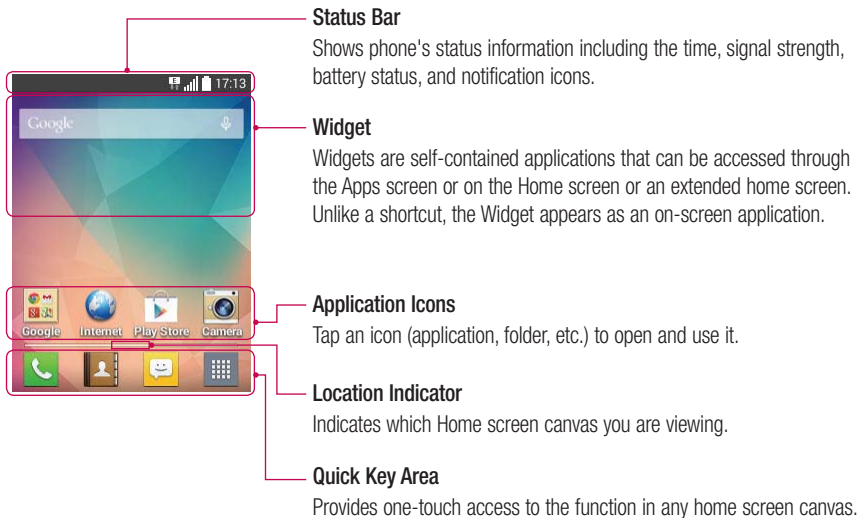 Status Bar
Shows phone's status information including the time, signal strength,
battery status, and notification icons.
E
17:13
Google
Widget
Widgets are self-contained applications that can be accessed through
the Apps screen or on the Home screen or an extended home screen.
Unlike a shortcut, the Widget appears as an on-screen application.
Google Internet Play Store Camera
Application Icons
Tap an icon (application, folder, etc.) to open and use it.
Location Indicator
Indicates which Home screen canvas you are viewing.
Quick Key Area
Provides one-touch access to the function in any home screen canvas.